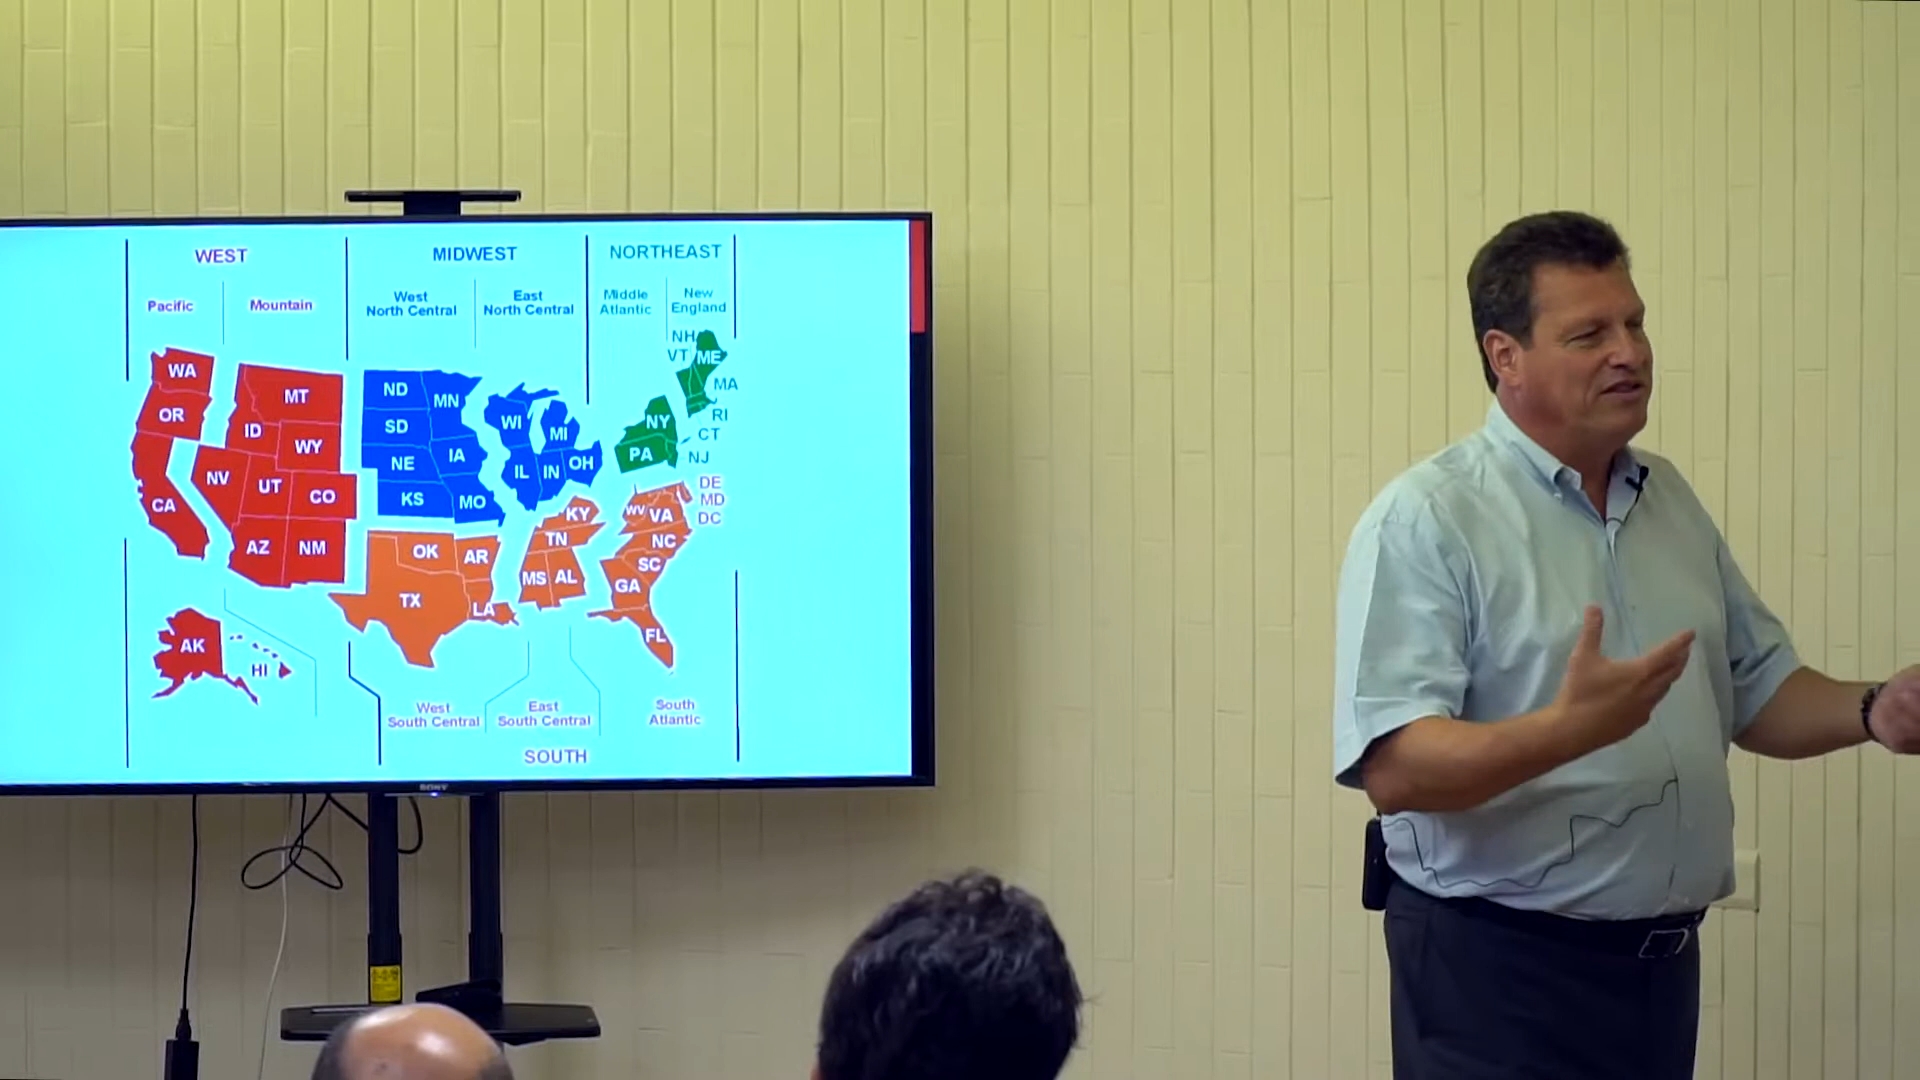 WEST
MIDWEST
NORTHEAST
Pacific
Mountain
West
North Central
East
North Central
Middle
Atlantic
New
England
NH
VT
ME
MA
RI
CT
NJ
NY
PA
WA
OR
CA
MT
ID
WY
NV
UT
CO
AZ
NM
ND
SD
NE
KS
MN
IA
MO
WI
MI
IL
IN
OH
DE
MD
DC
WV
VA
NC
SC
GA
FL
KY
TN
MS
AL
OK
AR
TX
LA
AK
HI
West
South Central
East
South Central
South
Atlantic
SOUTH
SONY